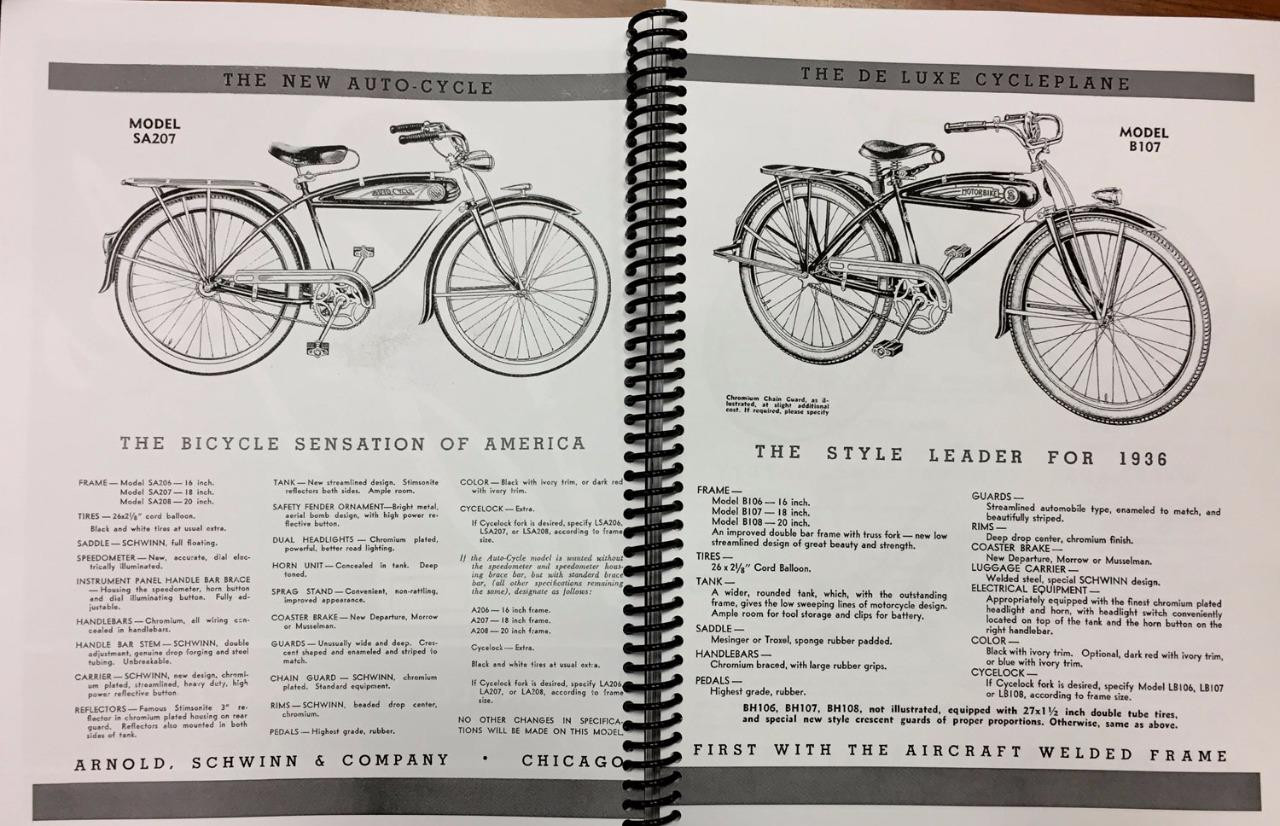 THE NEW AUTO-CYCLE
MODEL
SA207
AUTO CYCLE
THE BICYCLE SENSATION OF AMERICA
FRAME — Model SA206 — 16 inch.
Model SA207 — 18 inch.
Model SA208 — 20 inch.
TIRES — 26x2⅛" cord balloon.
Black and white tires at usual extra.
SADDLE — SCHWINN, full floating.
SPEEDOMETER — New, accurate, dial elec-
trically illuminated.
INSTRUMENT PANEL HANDLE BAR BRACE
— Housing the speedometer, horn button
and dial illuminating button. Fully ad-
justable.
HANDLEBARS — Chromium, all wiring con-
cealed in handlebars.
HANDLE BAR STEM — SCHWINN, double
adjustment, genuine drop forging and steel
tubing. Unbreakable.
CARRIER — SCHWINN, new design, chromi-
um plated, streamlined, heavy duty, high
power reflective button.
REFLECTORS — Famous Stimsonite 3" re-
flector in chromium plated housing on rear
guard. Reflectors also mounted in both
sides of tank.
TANK — New streamlined design. Stimsonite
reflectors both sides. Ample room.
SAFETY FENDER ORNAMENT—Bright metal,
aerial bomb design, with high power re-
flective button.
DUAL HEADLIGHTS — Chromium plated,
powerful, better road lighting.
HORN UNIT — Concealed in tank. Deep
toned.
SPRAG STAND — Convenient, non-rattling,
improved appearance.
COASTER BRAKE — New Departure, Morrow
or Musselman.
GUARDS — Unusually wide and deep. Cres-
cent shaped and enameled and striped to
match.
CHAIN GUARD — SCHWINN, chromium
plated. Standard equipment.
RIMS — SCHWINN, beaded drop center,
chromium.
PEDALS — Highest grade, rubber.
COLOR — Black with ivory trim, or dark red
with ivory trim.
CYCELOCK — Extra.
If Cycelock fork is desired, specify LSA206,
LSA207, or LSA208, according to frame
size.
If the Auto-Cycle model is wanted without
the speedometer and speedometer hous-
ing brace bar, but with standard brace
bar, (all other specifications remaining
the same), designate as follows:
A206 — 16 inch frame.
A207 — 18 inch frame.
A208 — 20 inch frame.
Cycelock — Extra.
Black and white tires at usual extra.
If Cycelock fork is desired, specify LA206
LA207, or LA208, according to frame
size.
NO OTHER CHANGES IN SPECIFICA-
TIONS WILL BE MADE ON THIS MODEL.
ARNOLD, SCHWINN & COMPANY • CHICAGO
THE DE LUXE CYCLEPLANE
MODEL
B107
MOTORBIKE
Chromium Chain Guard, as il-
lustrated, at slight additional
cost. If required, please specify
THE STYLE LEADER FOR 1936
FRAME —
Model B106 — 16 inch.
Model B107 — 18 inch.
Model B108 — 20 inch.
An improved double bar frame with truss fork — new low
streamlined design of great beauty and strength.
TIRES —
26 x 2⅛" Cord Balloon.
TANK —
A wider, rounded tank, which, with the outstanding
frame, gives the low sweeping lines of motorcycle design.
Ample room for tool storage and clips for battery.
SADDLE —
Mesinger or Troxel, sponge rubber padded.
HANDLEBARS —
Chromium braced, with large rubber grips.
PEDALS —
Highest grade, rubber.
GUARDS —
Streamlined automobile type, enameled to match, and
beautifully striped.
RIMS —
Deep drop center, chromium finish.
COASTER BRAKE —
New Departure, Morrow or Musselman.
LUGGAGE CARRIER —
Welded steel, special SCHWINN design.
ELECTRICAL EQUIPMENT —
Appropriately equipped with the finest chromium plated
headlight and horn, with headlight switch conveniently
located on top of the tank and the horn button on the
right handlebar.
COLOR —
Black with ivory trim. Optional, dark red with ivory trim,
or blue with ivory trim.
CYCELOCK —
If Cycelock fork is desired, specify Model LB106, LB107
or LB108, according to frame size.
BH106, BH107, BH108, not illustrated, equipped with 27x1½ inch double tube tires,
and special new style crescent guards of proper proportions. Otherwise, same as above.
FIRST WITH THE AIRCRAFT WELDED FRAME